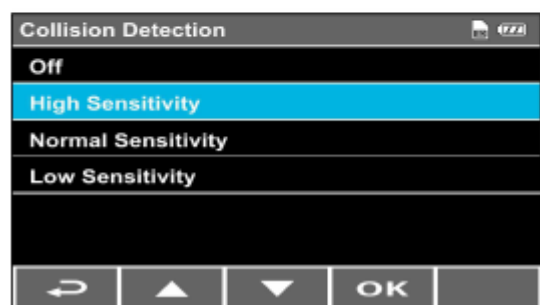 Collision Detection
Off
High Sensitivity
Normal Sensitivity
Low Sensitivity
OK